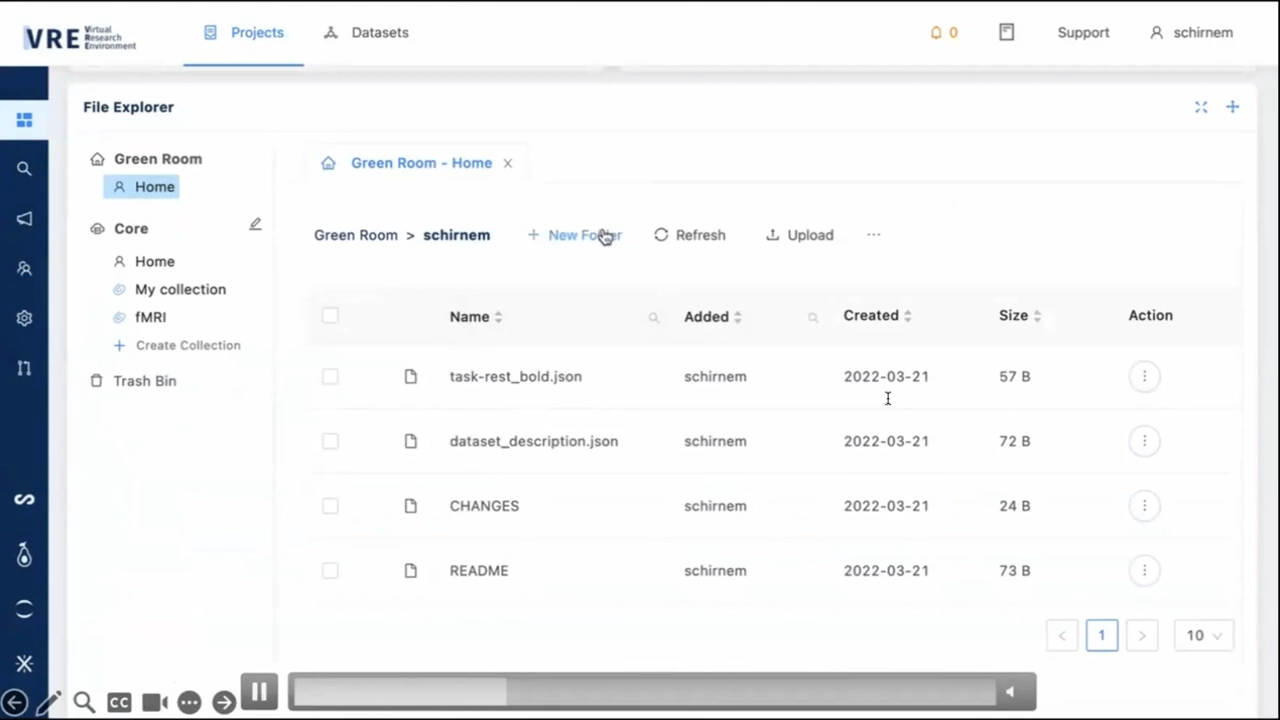 VRE Virtual Research Environment
Projects
Datasets
0
Support
schirnem
File Explorer
Green Room
Home
Core
Home
My collection
fMRI
+ Create Collection
Trash Bin
Green Room - Home
Green Room > schirnem
+ New Folder
Refresh
Upload
...
Name Added Created Size Action
task-rest_bold.json schirnem 2022-03-21 57 B
dataset_description.json schirnem 2022-03-21 72 B
CHANGES schirnem 2022-03-21 24 B
README schirnem 2022-03-21 73 B
< 1 > 10
CC